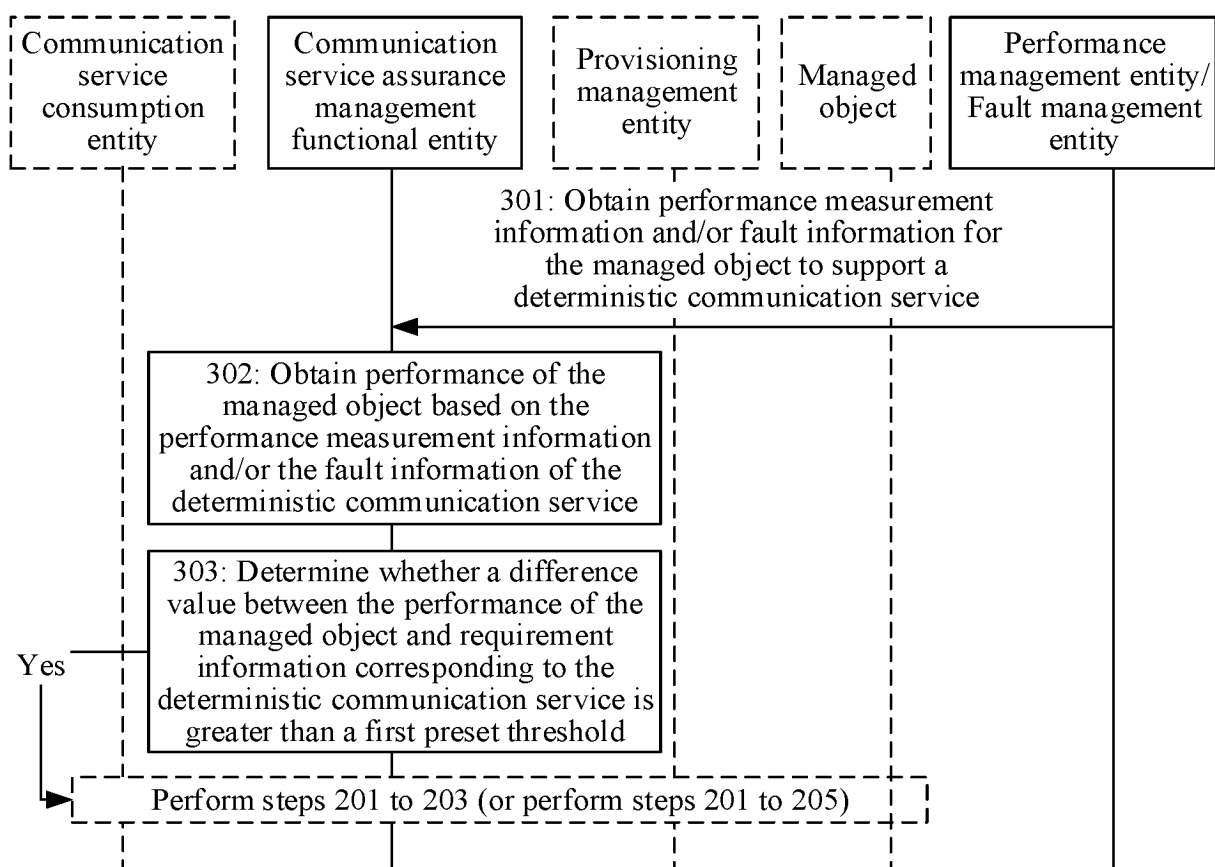 Communication
service
consumption
entity
Communication
service assurance
management
functional entity
Provisioning
management
entity
Managed
object
Performance
management entity/
Fault management
entity
301: Obtain performance measurement
information and/or fault information for
the managed object to support a
deterministic communication service
302: Obtain performance of the
managed object based on the
performance measurement information
and/or the fault information of the
deterministic communication service
303: Determine whether a difference
value between the performance of the
managed object and requirement
information corresponding to the
deterministic communication service is
greater than a first preset threshold
Yes
Perform steps 201 to 203 (or perform steps 201 to 205)